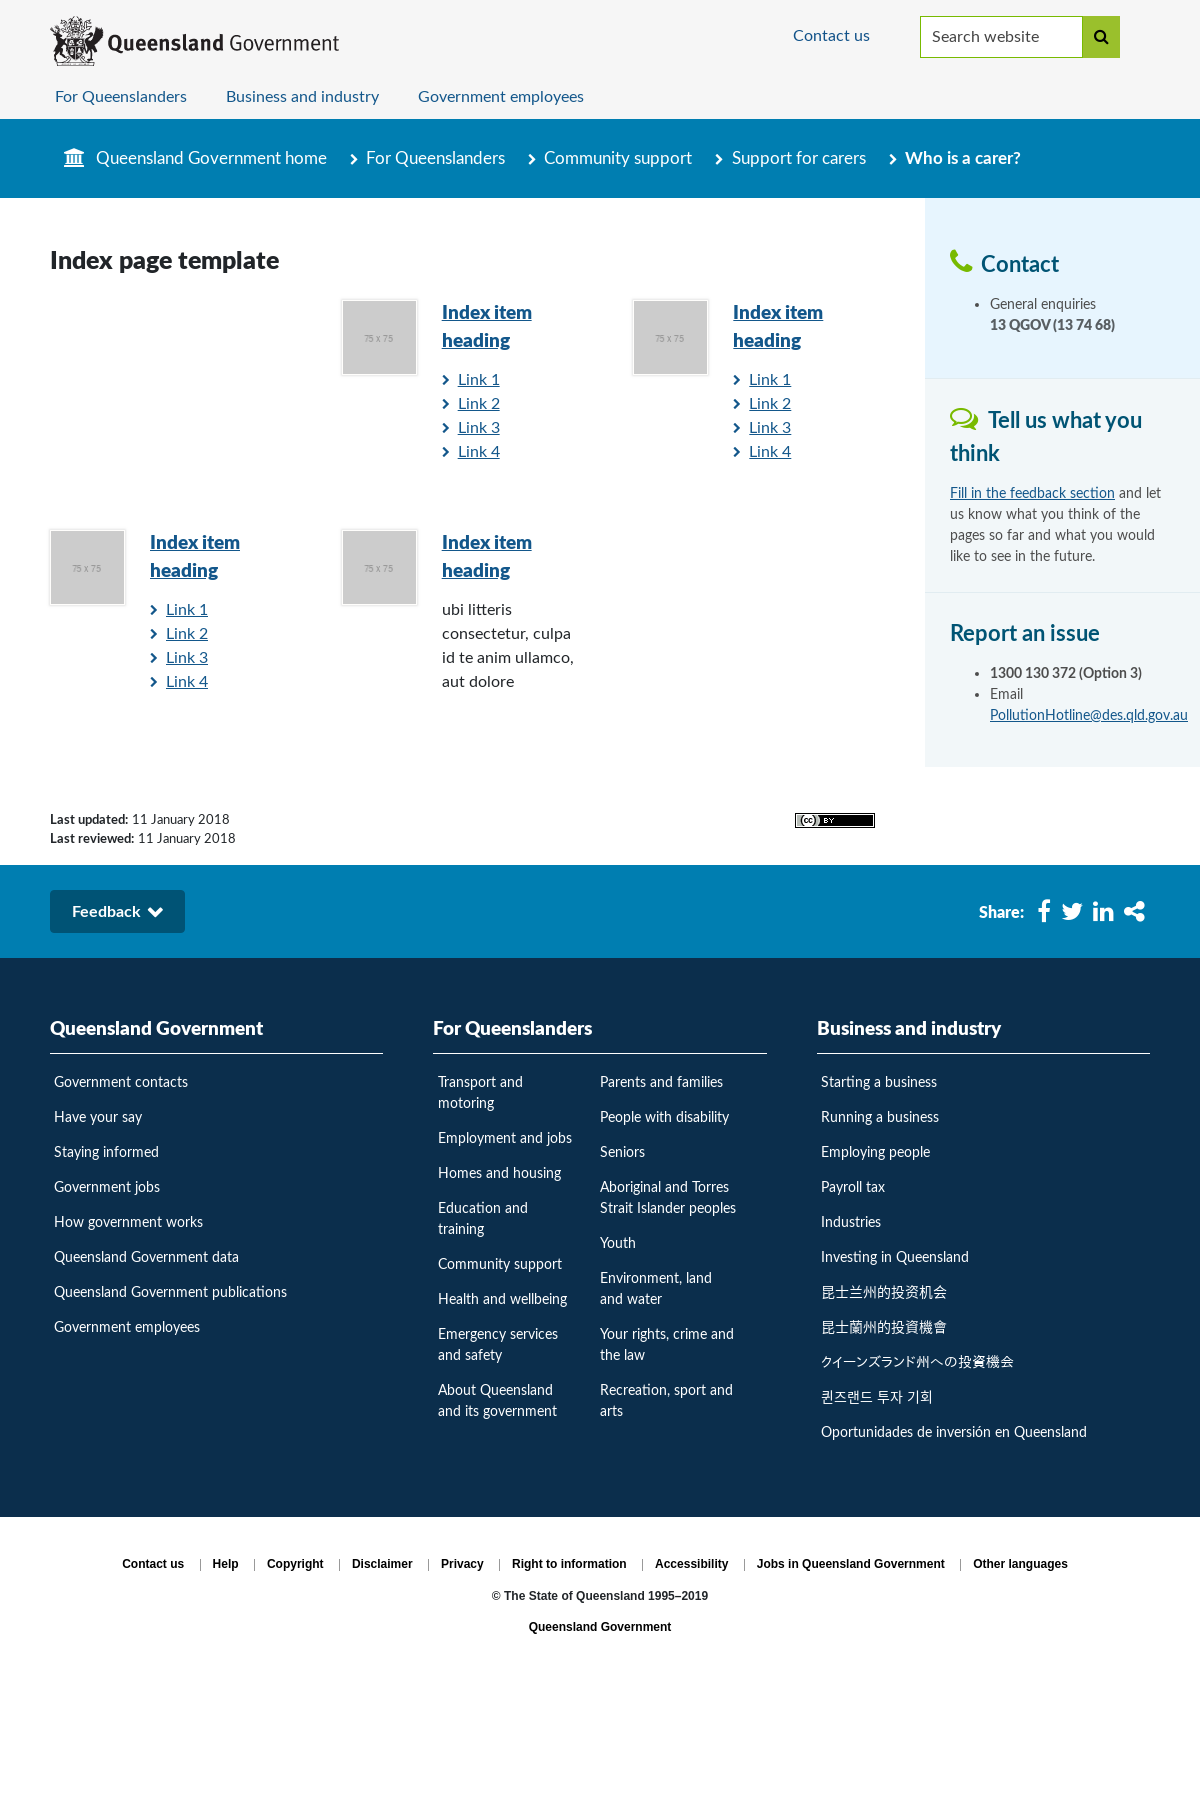 Queensland Government
Contact us
Search website
For Queenslanders
Business and industry
Government employees
Queensland Government home
For Queenslanders
Community support
Support for carers
Who is a carer?
Index page template
75 x 75
Index item
heading
Link 1
Link 2
Link 3
Link 4
75 x 75
Index item
heading
Link 1
Link 2
Link 3
Link 4
75 x 75
Index item
heading
Link 1
Link 2
Link 3
Link 4
75 x 75
Index item
heading
ubi litteris
consectetur, culpa
id te anim ullamco,
aut dolore
Contact
General enquiries
13 QGOV (13 74 68)
Tell us what you
think
Fill in the feedback section and let
us know what you think of the
pages so far and what you would
like to see in the future.
Report an issue
1300 130 372 (Option 3)
Email
PollutionHotline@des.qld.gov.au
Last updated: 11 January 2018
Last reviewed: 11 January 2018
cc BY
Feedback
Share:
Queensland Government
Government contacts
Have your say
Staying informed
Government jobs
How government works
Queensland Government data
Queensland Government publications
Government employees
For Queenslanders
Transport and
motoring
Employment and jobs
Homes and housing
Education and
training
Community support
Health and wellbeing
Emergency services
and safety
About Queensland
and its government
Parents and families
People with disability
Seniors
Aboriginal and Torres
Strait Islander peoples
Youth
Environment, land
and water
Your rights, crime and
the law
Recreation, sport and
arts
Business and industry
Starting a business
Running a business
Employing people
Payroll tax
Industries
Investing in Queensland
昆士兰州的投资机会
昆士蘭州的投資機會
クイーンズランド州への投資機会
퀸즈랜드 투자 기회
Oportunidades de inversión en Queensland
Contact us
Help
Copyright
Disclaimer
Privacy
Right to information
Accessibility
Jobs in Queensland Government
Other languages
© The State of Queensland 1995–2019
Queensland Government